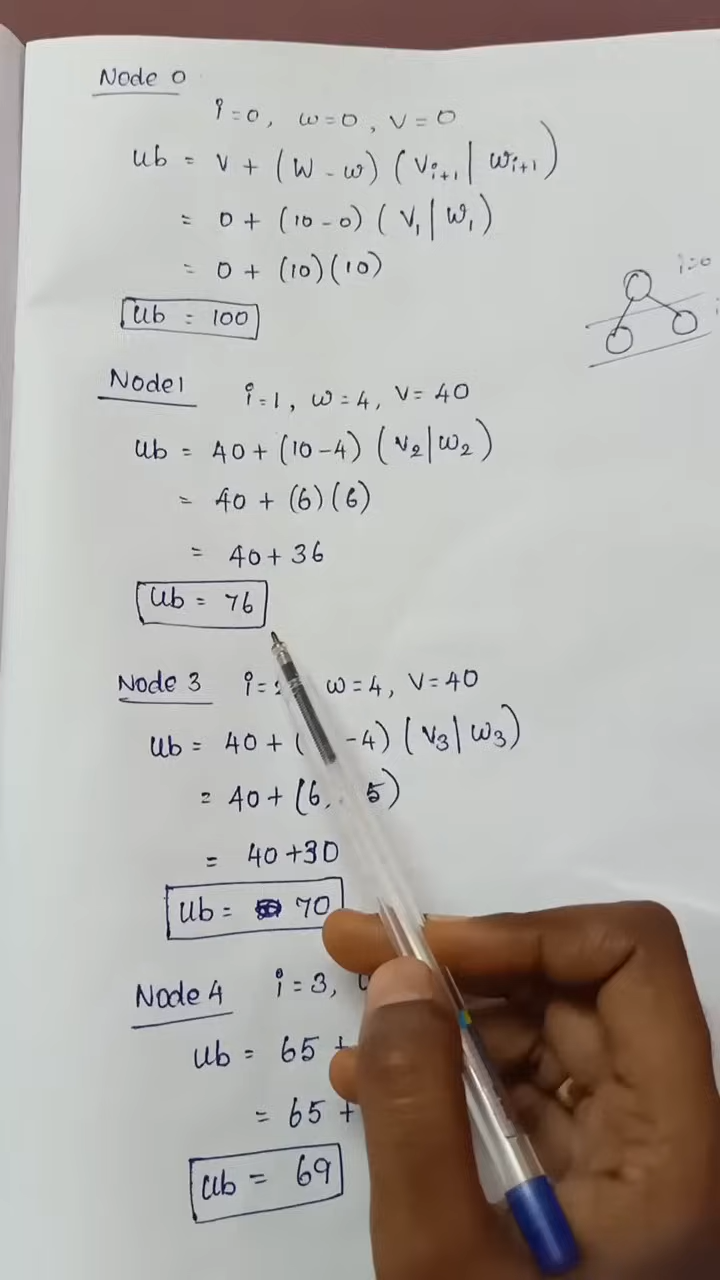 Node 0
i=0, w=0, V=0
ub = V + (W - w) (Vi+1 | wi+1)
= 0 + (10-0) (V1 | W1)
= 0 + (10)(10)
ub = 100
i=0
Node1
i=1, w=4, V=40
ub = 40 + (10-4) (V2|w2)
= 40 + (6)(6)
= 40+36
ub = 76
Node 3 i= w=4, V=40
ub = 40 + ( -4) (V3|w3)
= 40 + (6, 5)
= 40+30
ub = 70
Node 4 i=3,
ub = 65 +
= 65 +
ub = 69